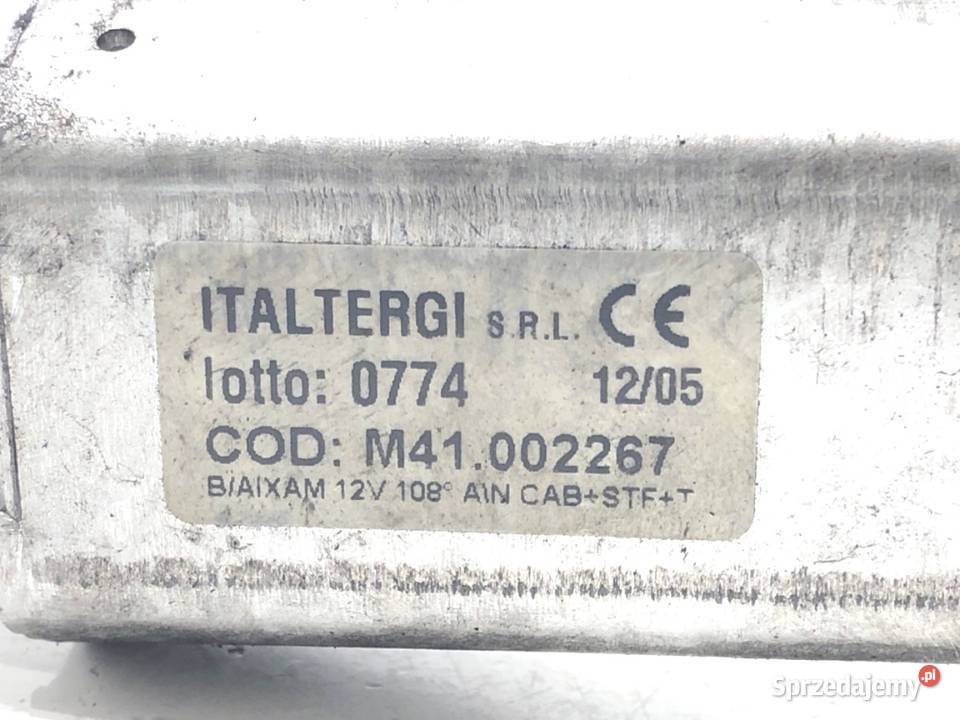 ITALTERGI S.R.L. CE
lotto: 0774 12/05
COD: M41.002267
B/AIXAM 12V 108° A\N CAB+STF+T
Sprzedajemy.pl